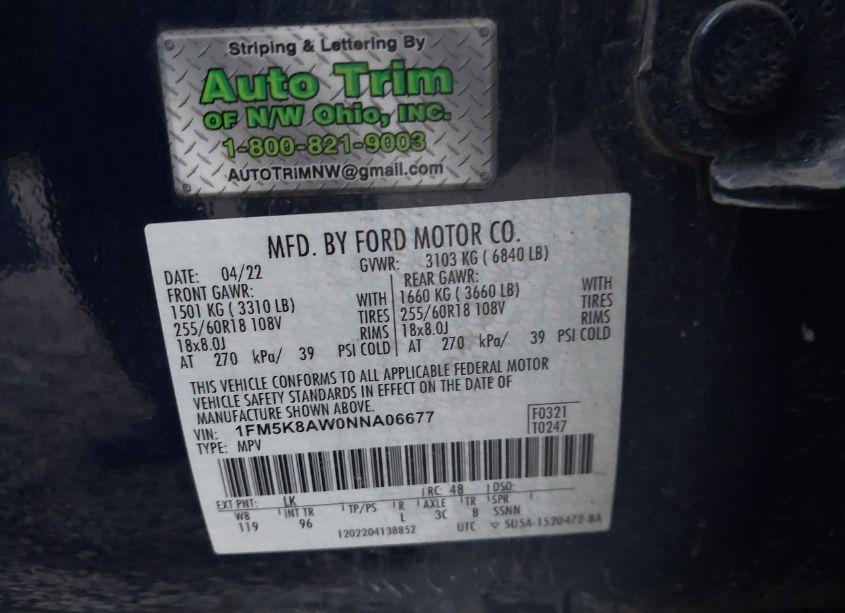 Striping & Lettering By
Auto Trim
OF N/W Ohio, INC.
1-800-821-9003
AUTOTRIMNW@gmail.com
MFD. BY FORD MOTOR CO.
DATE: 04/22 GVWR: 3103 KG ( 6840 LB)
FRONT GAWR: REAR GAWR:
1501 KG ( 3310 LB) WITH 1660 KG ( 3660 LB) WITH
255/60R18 108V TIRES 255/60R18 108V TIRES
18x8.0J RIMS 18x8.0J RIMS
AT 270 kPa/ 39 PSI COLD AT 270 kPa/ 39 PSI COLD
THIS VEHICLE CONFORMS TO ALL APPLICABLE FEDERAL MOTOR
VEHICLE SAFETY STANDARDS IN EFFECT ON THE DATE OF
MANUFACTURE SHOWN ABOVE.
VIN: 1FM5K8AW0NNA06677 F0321
TYPE: MPV T0247
EXT PNT: LK RC: 48 DSO:
WB INT TR TP/PS R AXLE TR SPR
119 96 L 3C B SSNN
1202204138852 UTC 5U5A-1520472-BA